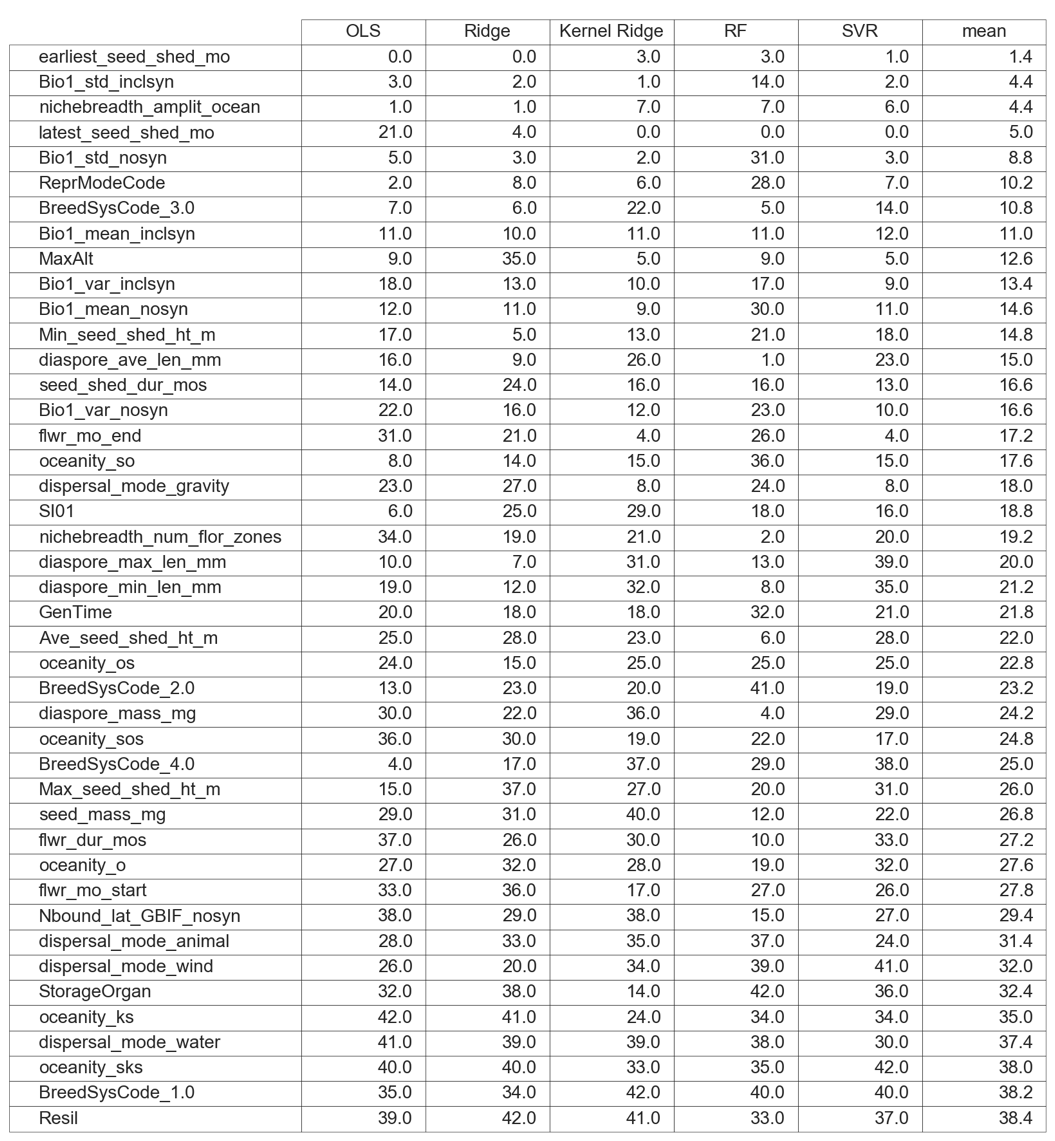 OLS Ridge Kernel Ridge RF SVR mean
earliest_seed_shed_mo 0.0 0.0 3.0 3.0 1.0 1.4
Bio1_std_inclsyn 3.0 2.0 1.0 14.0 2.0 4.4
nichebreadth_amplit_ocean 1.0 1.0 7.0 7.0 6.0 4.4
latest_seed_shed_mo 21.0 4.0 0.0 0.0 0.0 5.0
Bio1_std_nosyn 5.0 3.0 2.0 31.0 3.0 8.8
ReprModeCode 2.0 8.0 6.0 28.0 7.0 10.2
BreedSysCode_3.0 7.0 6.0 22.0 5.0 14.0 10.8
Bio1_mean_inclsyn 11.0 10.0 11.0 11.0 12.0 11.0
MaxAlt 9.0 35.0 5.0 9.0 5.0 12.6
Bio1_var_inclsyn 18.0 13.0 10.0 17.0 9.0 13.4
Bio1_mean_nosyn 12.0 11.0 9.0 30.0 11.0 14.6
Min_seed_shed_ht_m 17.0 5.0 13.0 21.0 18.0 14.8
diaspore_ave_len_mm 16.0 9.0 26.0 1.0 23.0 15.0
seed_shed_dur_mos 14.0 24.0 16.0 16.0 13.0 16.6
Bio1_var_nosyn 22.0 16.0 12.0 23.0 10.0 16.6
flwr_mo_end 31.0 21.0 4.0 26.0 4.0 17.2
oceanity_so 8.0 14.0 15.0 36.0 15.0 17.6
dispersal_mode_gravity 23.0 27.0 8.0 24.0 8.0 18.0
SI01 6.0 25.0 29.0 18.0 16.0 18.8
nichebreadth_num_flor_zones 34.0 19.0 21.0 2.0 20.0 19.2
diaspore_max_len_mm 10.0 7.0 31.0 13.0 39.0 20.0
diaspore_min_len_mm 19.0 12.0 32.0 8.0 35.0 21.2
GenTime 20.0 18.0 18.0 32.0 21.0 21.8
Ave_seed_shed_ht_m 25.0 28.0 23.0 6.0 28.0 22.0
oceanity_os 24.0 15.0 25.0 25.0 25.0 22.8
BreedSysCode_2.0 13.0 23.0 20.0 41.0 19.0 23.2
diaspore_mass_mg 30.0 22.0 36.0 4.0 29.0 24.2
oceanity_sos 36.0 30.0 19.0 22.0 17.0 24.8
BreedSysCode_4.0 4.0 17.0 37.0 29.0 38.0 25.0
Max_seed_shed_ht_m 15.0 37.0 27.0 20.0 31.0 26.0
seed_mass_mg 29.0 31.0 40.0 12.0 22.0 26.8
flwr_dur_mos 37.0 26.0 30.0 10.0 33.0 27.2
oceanity_o 27.0 32.0 28.0 19.0 32.0 27.6
flwr_mo_start 33.0 36.0 17.0 27.0 26.0 27.8
Nbound_lat_GBIF_nosyn 38.0 29.0 38.0 15.0 27.0 29.4
dispersal_mode_animal 28.0 33.0 35.0 37.0 24.0 31.4
dispersal_mode_wind 26.0 20.0 34.0 39.0 41.0 32.0
StorageOrgan 32.0 38.0 14.0 42.0 36.0 32.4
oceanity_ks 42.0 41.0 24.0 34.0 34.0 35.0
dispersal_mode_water 41.0 39.0 39.0 38.0 30.0 37.4
oceanity_sks 40.0 40.0 33.0 35.0 42.0 38.0
BreedSysCode_1.0 35.0 34.0 42.0 40.0 40.0 38.2
Resil 39.0 42.0 41.0 33.0 37.0 38.4